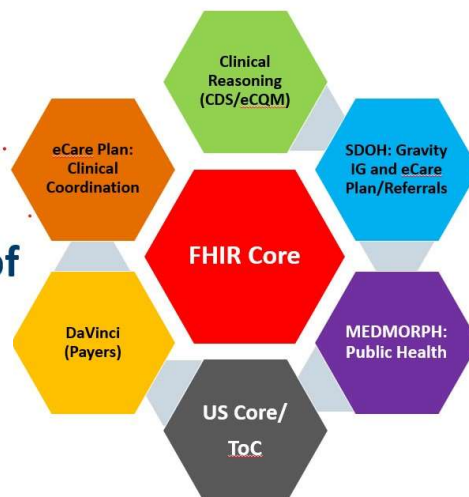 Clinical
Reasoning
(CDS/eCQM)
eCare Plan:
Clinical
Coordination
SDOH: Gravity
IG and eCare
Plan/Referrals
FHIR Core
of
DaVinci
(Payers)
MEDMORPH:
Public Health
US Core/
ToC